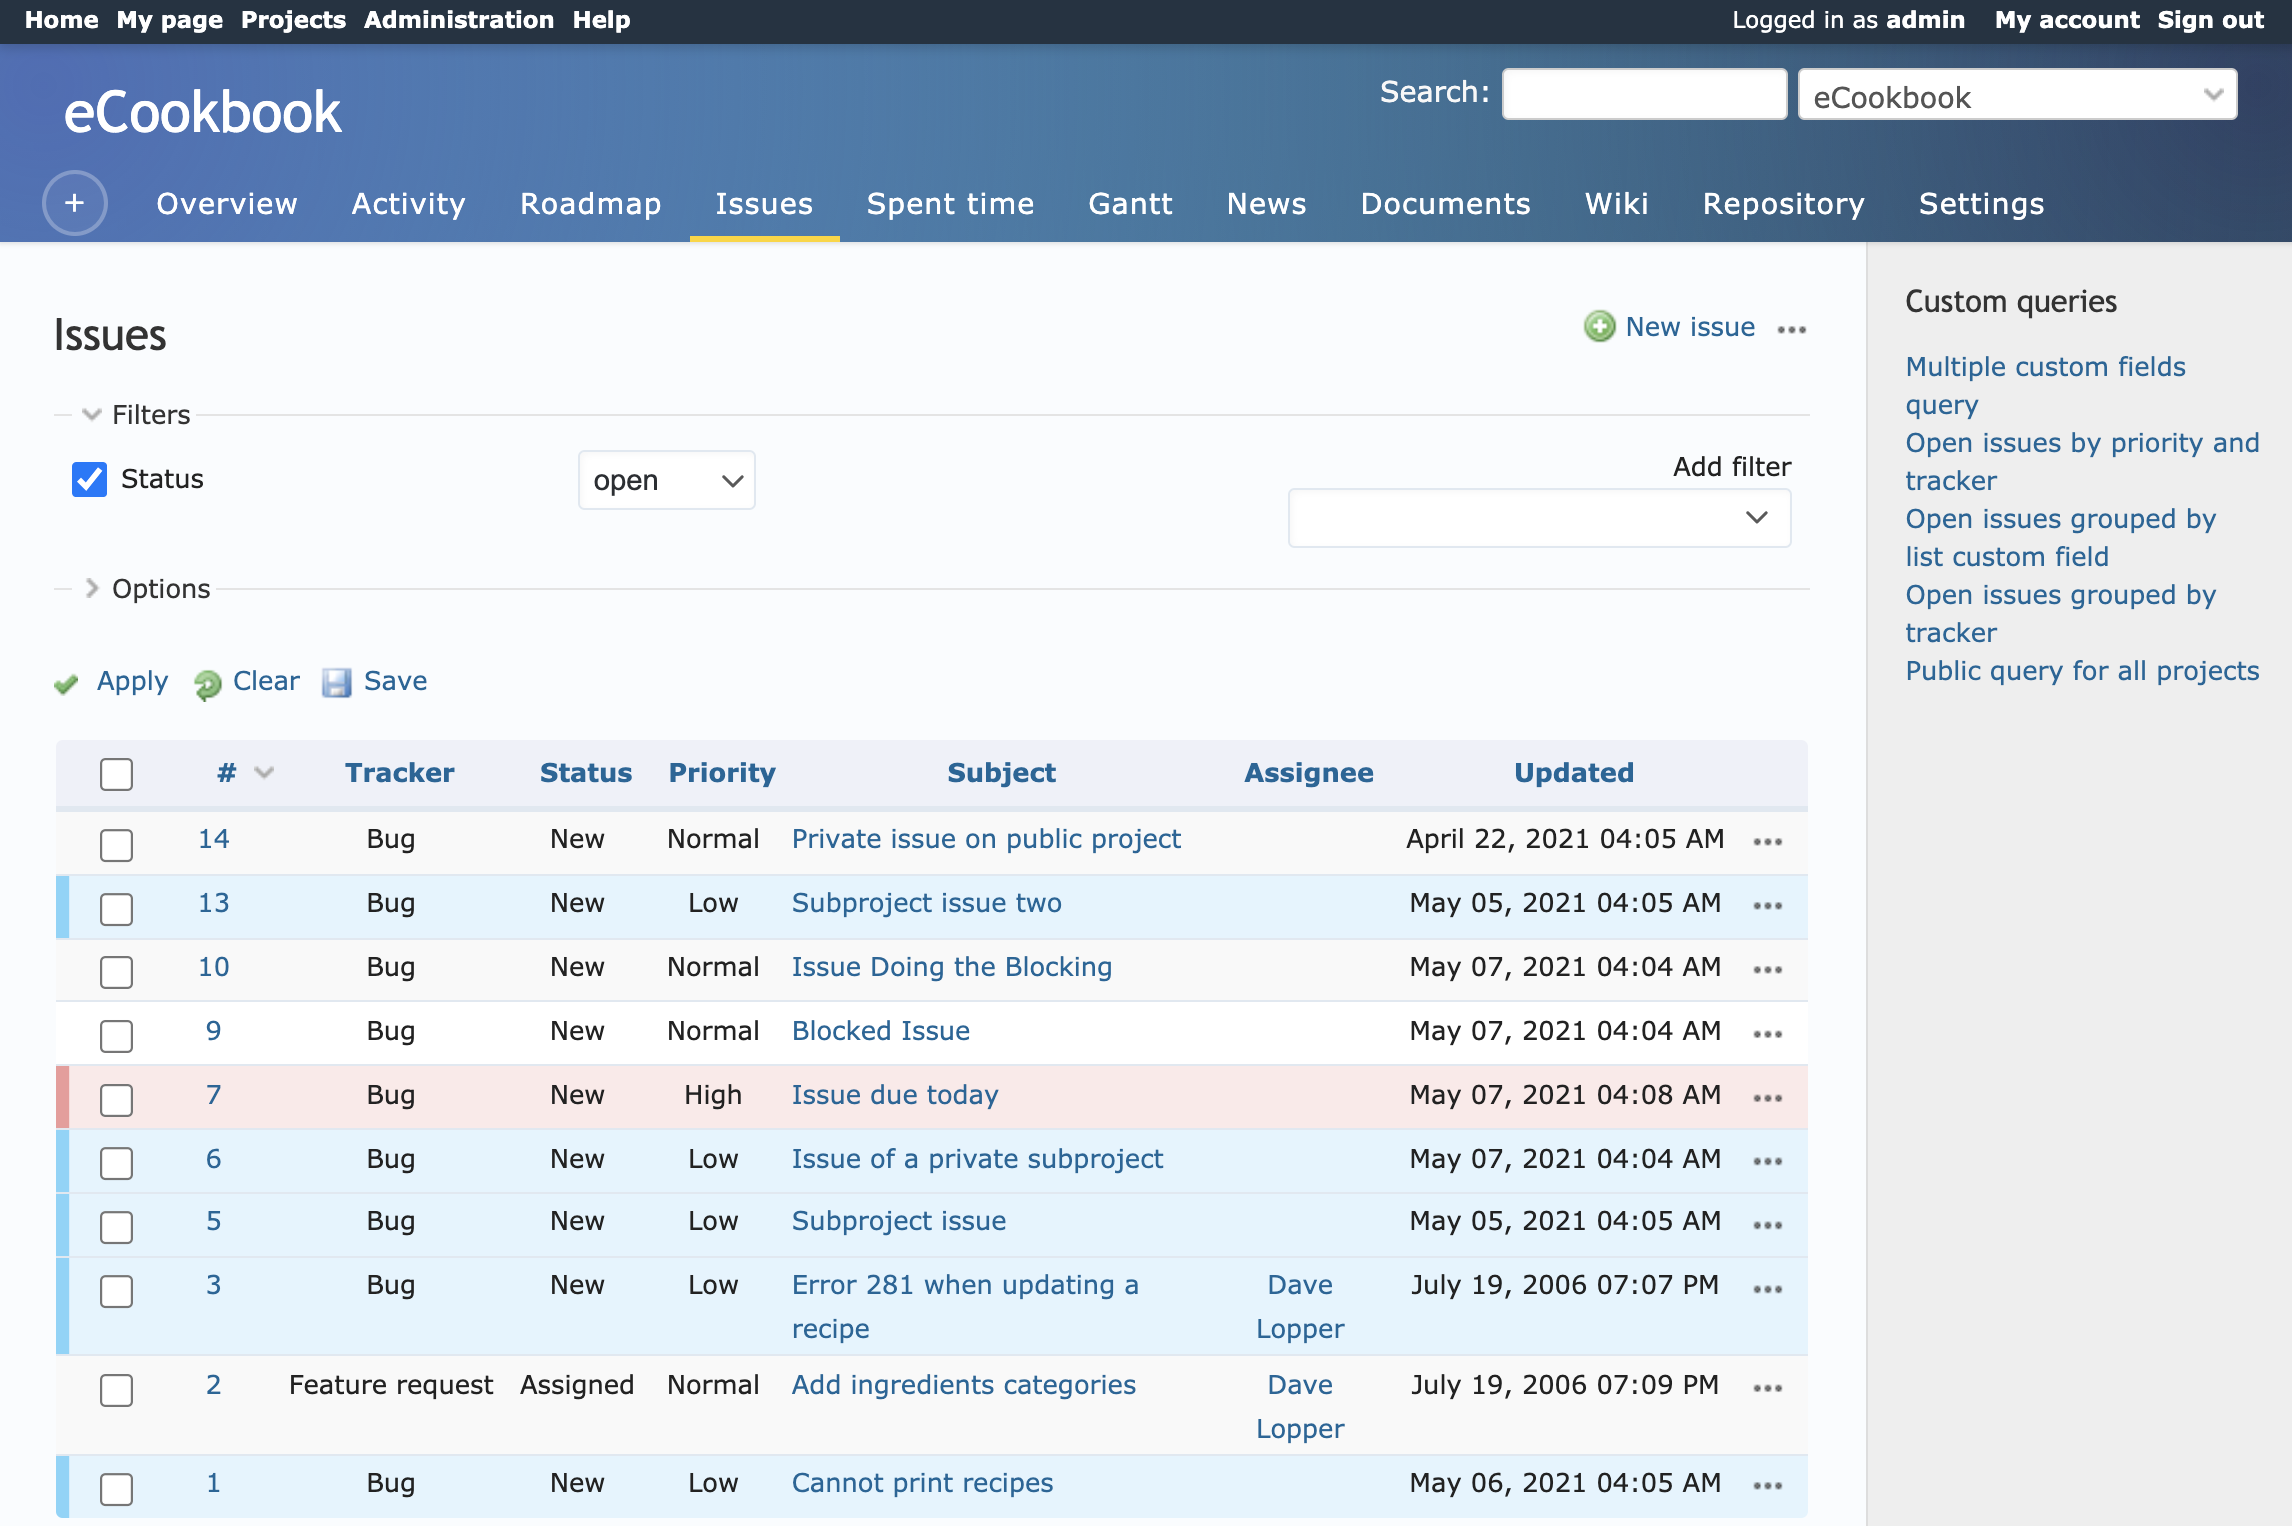 Home My page Projects Administration Help Logged in as admin My account Sign out
eCookbook Search: eCookbook
+ Overview Activity Roadmap Issues Spent time Gantt News Documents Wiki Repository Settings
Issues New issue
Filters
Status open Add filter
Options
Apply Clear Save
# Tracker Status Priority Subject Assignee Updated
14 Bug New Normal Private issue on public project April 22, 2021 04:05 AM
13 Bug New Low Subproject issue two May 05, 2021 04:05 AM
10 Bug New Normal Issue Doing the Blocking May 07, 2021 04:04 AM
9 Bug New Normal Blocked Issue May 07, 2021 04:04 AM
7 Bug New High Issue due today May 07, 2021 04:08 AM
6 Bug New Low Issue of a private subproject May 07, 2021 04:04 AM
5 Bug New Low Subproject issue May 05, 2021 04:05 AM
3 Bug New Low Error 281 when updating a Dave July 19, 2006 07:07 PM
recipe Lopper
2 Feature request Assigned Normal Add ingredients categories Dave July 19, 2006 07:09 PM
Lopper
1 Bug New Low Cannot print recipes May 06, 2021 04:05 AM
Custom queries
Multiple custom fields
query
Open issues by priority and
tracker
Open issues grouped by
list custom field
Open issues grouped by
tracker
Public query for all projects